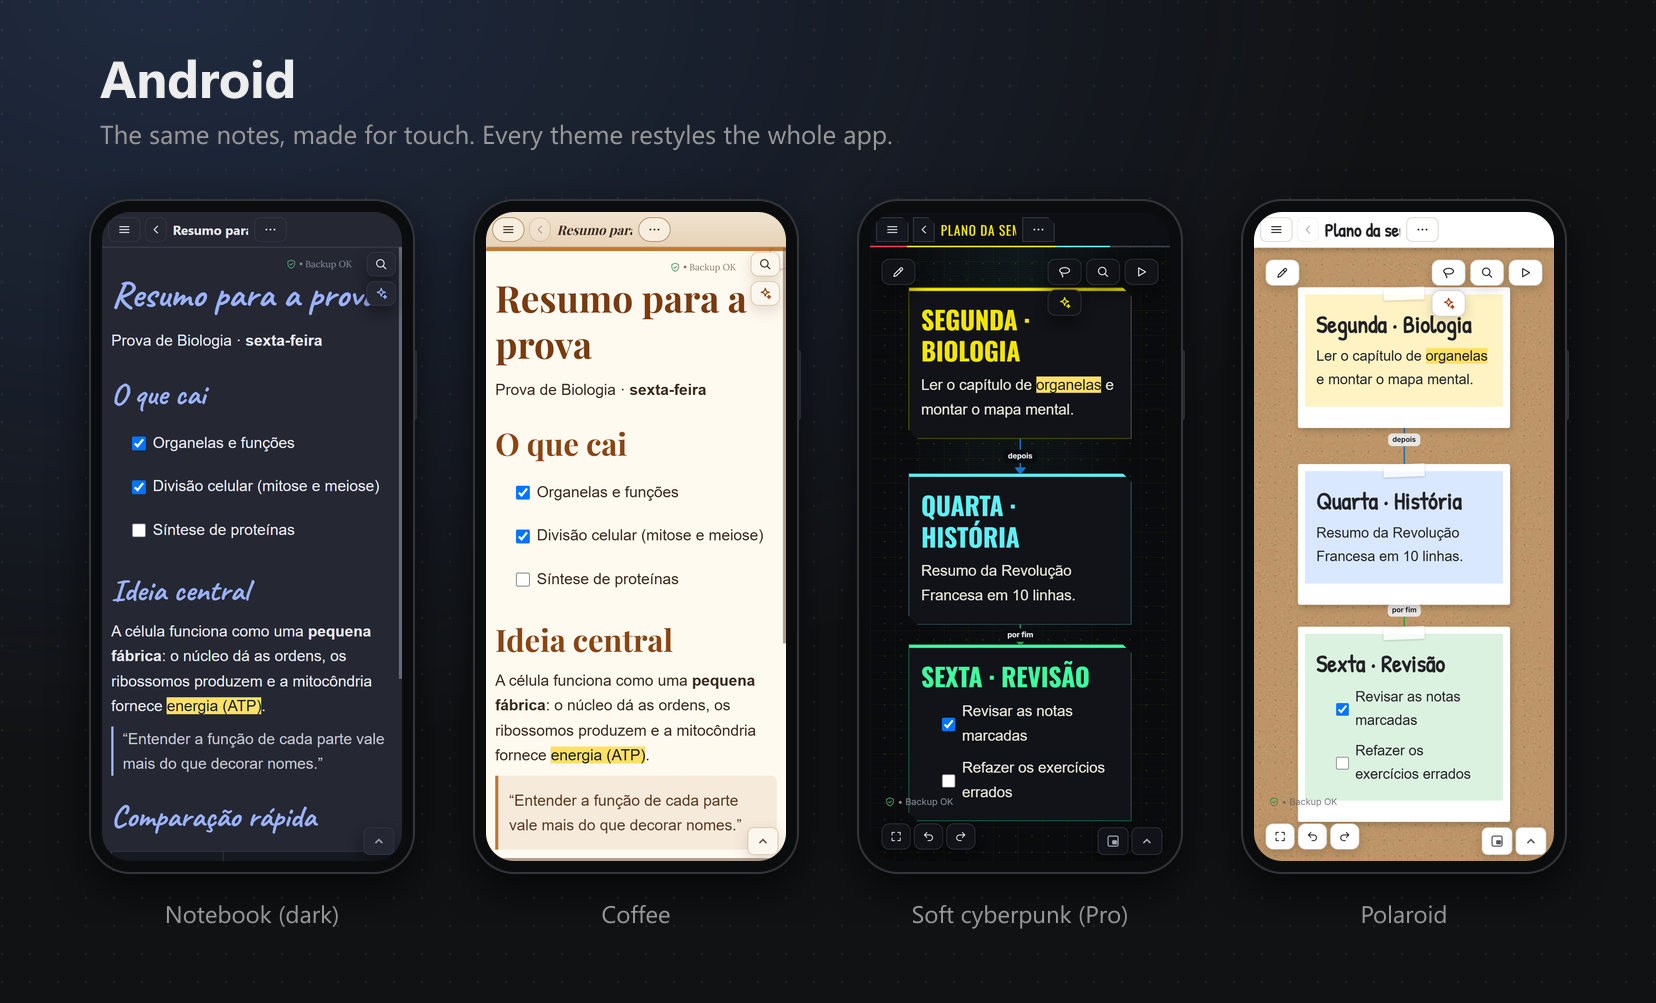 Android
The same notes, made for touch. Every theme restyles the whole app.
Resumo para
• Backup OK
Resumo para a prova
Prova de Biologia · sexta-feira
O que cai
Organelas e funções
Divisão celular (mitose e meiose)
Síntese de proteínas
Ideia central
A célula funciona como uma pequena
fábrica: o núcleo dá as ordens, os
ribossomos produzem e a mitocôndria
fornece energia (ATP).
“Entender a função de cada parte vale
mais do que decorar nomes.”
Comparação rápida
Notebook (dark)
Resumo par
• Backup OK
Resumo para a
prova
Prova de Biologia · sexta-feira
O que cai
Organelas e funções
Divisão celular (mitose e meiose)
Síntese de proteínas
Ideia central
A célula funciona como uma pequena
fábrica: o núcleo dá as ordens, os
ribossomos produzem e a mitocôndria
fornece energia (ATP).
“Entender a função de cada parte
vale mais do que decorar nomes.”
Coffee
PLANO DA SEM
SEGUNDA ·
BIOLOGIA
Ler o capítulo de organelas e
montar o mapa mental.
depois
QUARTA ·
HISTÓRIA
Resumo da Revolução
Francesa em 10 linhas.
por fim
SEXTA · REVISÃO
Revisar as notas
marcadas
Refazer os exercícios
errados
• Backup OK
Soft cyberpunk (Pro)
Plano da se
Segunda · Biologia
Ler o capítulo de organelas
e montar o mapa mental.
depois
Quarta · História
Resumo da Revolução
Francesa em 10 linhas.
por fim
Sexta · Revisão
Revisar as notas
marcadas
Refazer os
exercícios errados
• Backup OK
Polaroid